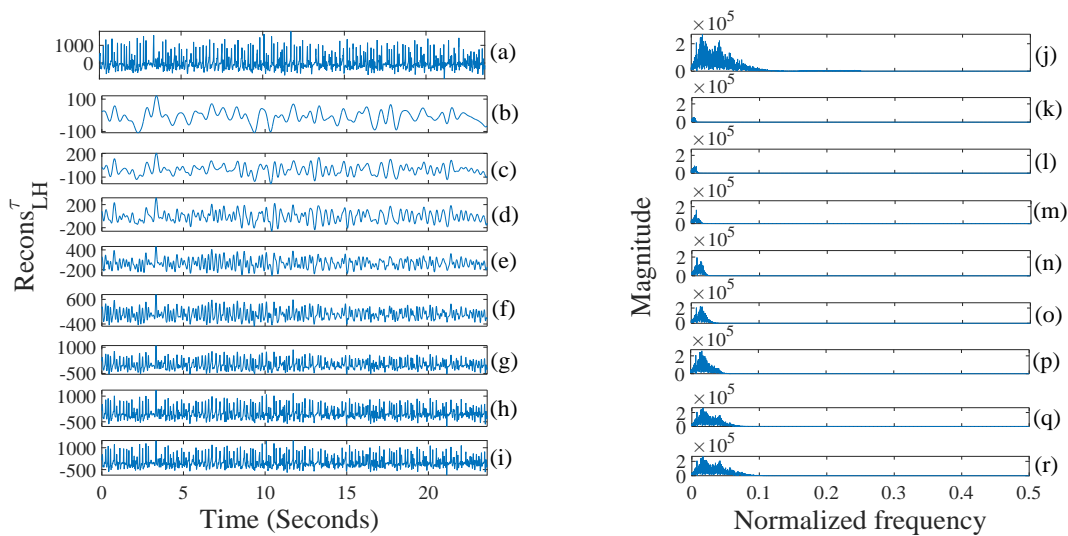 Recons_LH^τ
1000
0
(a)
100
-100
(b)
200
-100
(c)
200
-200
(d)
400
-200
(e)
600
-400
(f)
1000
-500
(g)
1000
-500
(h)
1000
-500
(i)
0 5 10 15 20
Time (Seconds)
Magnitude
×10^5
2
0
(j)
×10^5
2
0
(k)
×10^5
2
0
(l)
×10^5
2
0
(m)
×10^5
2
0
(n)
×10^5
2
0
(o)
×10^5
2
0
(p)
×10^5
2
0
(q)
×10^5
2
0
(r)
0 0.1 0.2 0.3 0.4 0.5
Normalized frequency